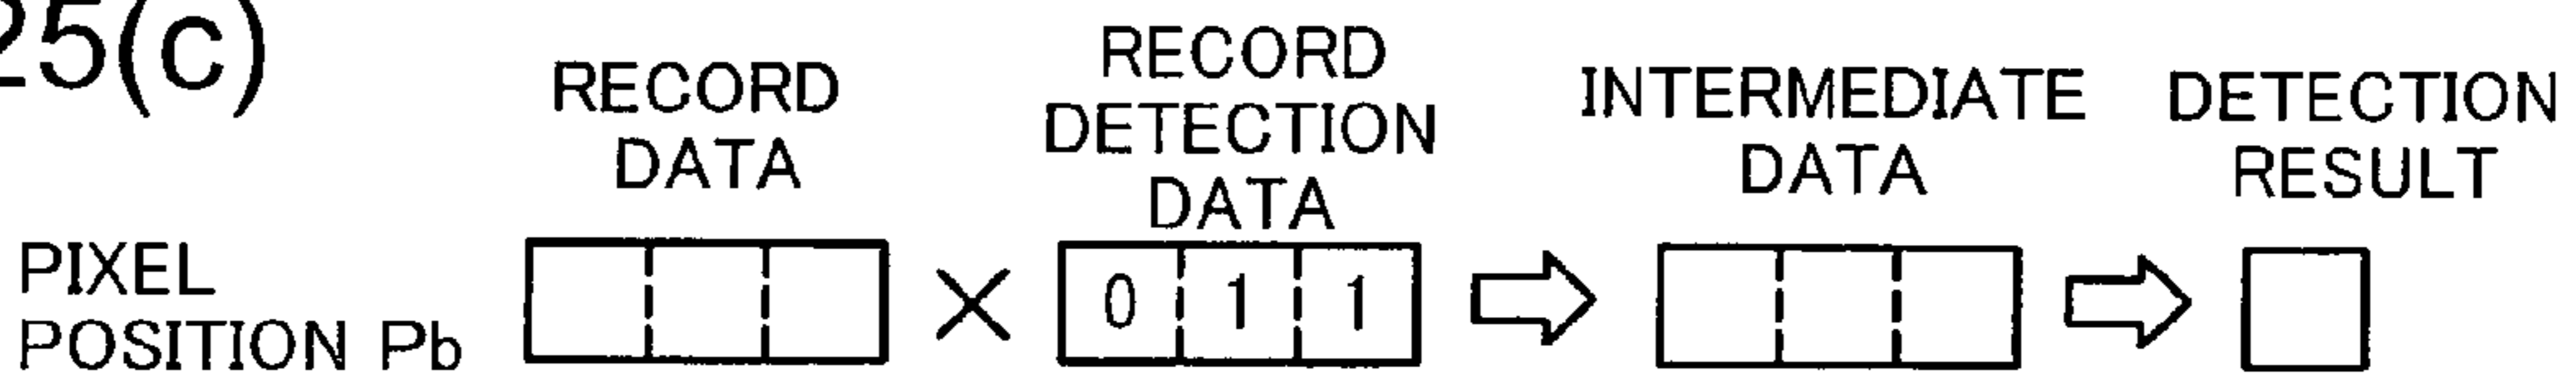 25(c)
RECORD
DATA
RECORD
DETECTION
DATA
INTERMEDIATE
DATA
DETECTION
RESULT
PIXEL
POSITION Pb
×
0 1 1